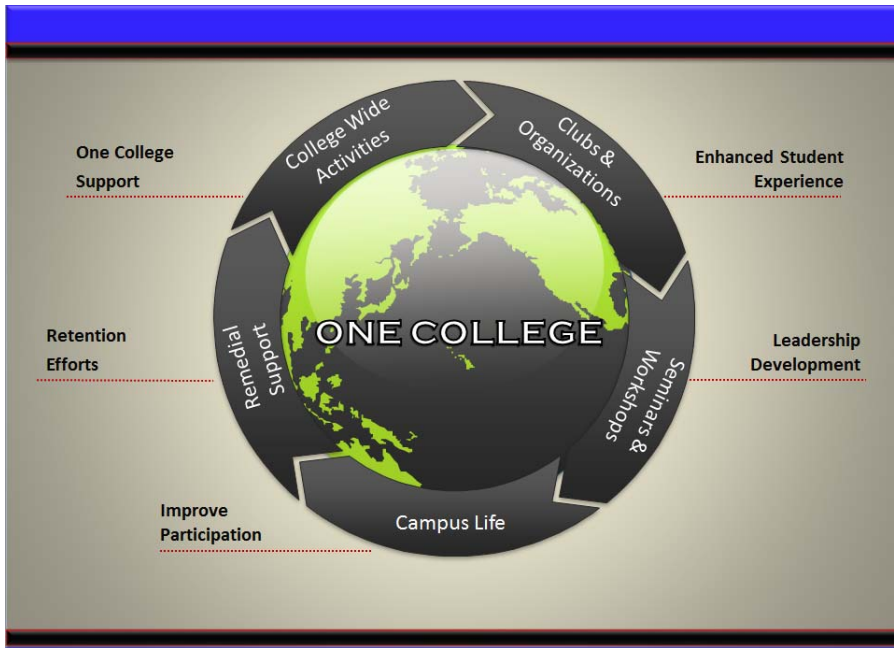 College Wide
Activities
Clubs &
Organizations
One College
Support
Enhanced Student
Experience
ONE COLLEGE
Retention
Efforts
Remedial
Support
Seminars &
Workshops
Leadership
Development
Improve
Participation
Campus Life